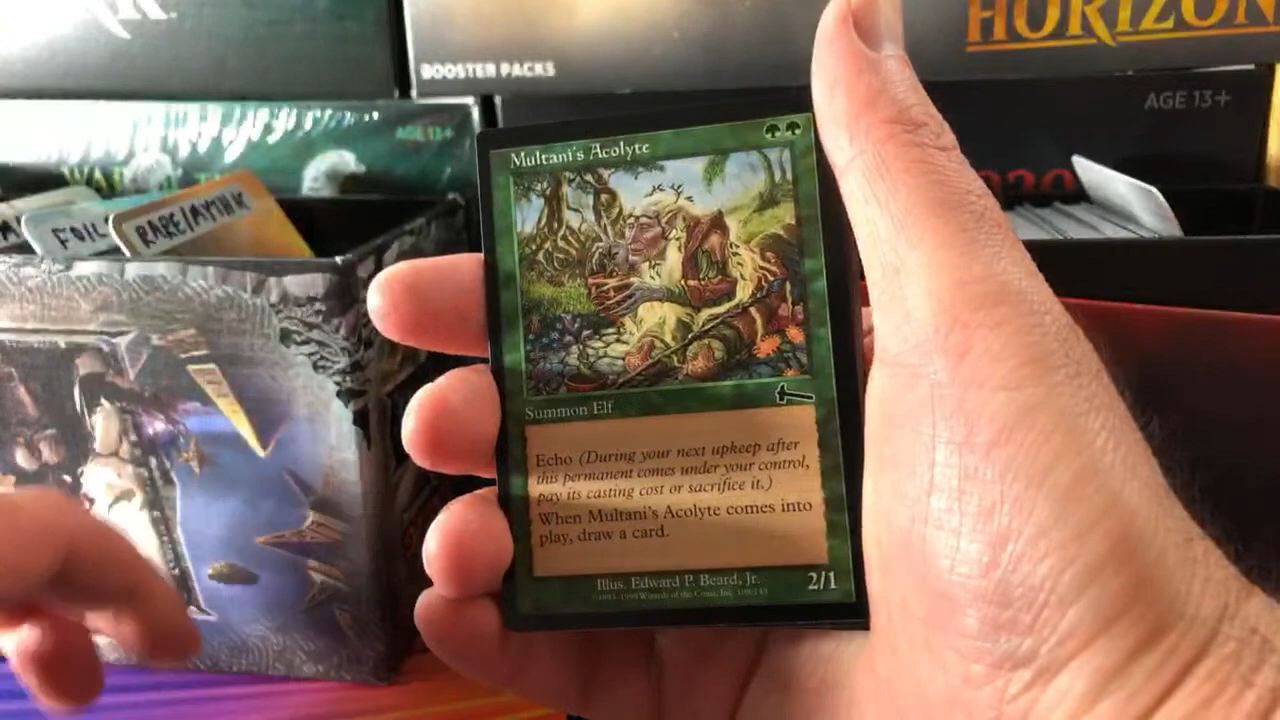 HORIZON
BOOSTER PACKS
AGE 13+
AGE 13+
WAR
FOIL
RARE/MYTHIK
Multani's Acolyte
Summon Elf
Echo (During your next upkeep after
this permanent comes under your control,
pay its casting cost or sacrifice it.)
When Multani's Acolyte comes into
play, draw a card.
Illus. Edward P. Beard, Jr.
2/1